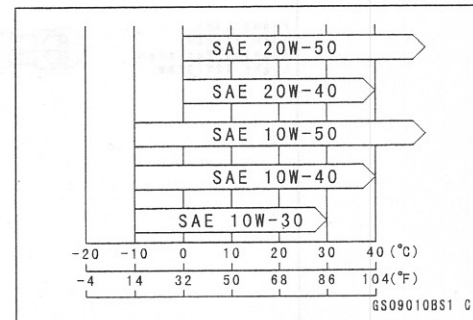 SAE 20W-50
SAE 20W-40
SAE 10W-50
SAE 10W-40
SAE 10W-30
-20 -10 0 10 20 30 40 (°C)
-4 14 32 50 68 86 104(°F)
GS09010BS1 C